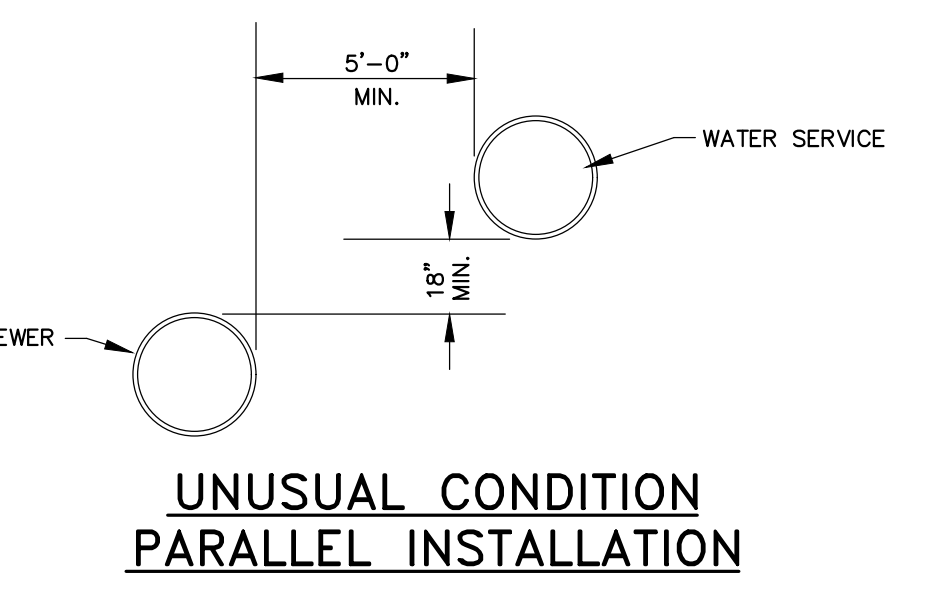 5'-0"
MIN.
WATER SERVICE
18"
MIN.
EWER
UNUSUAL CONDITION
PARALLEL INSTALLATION